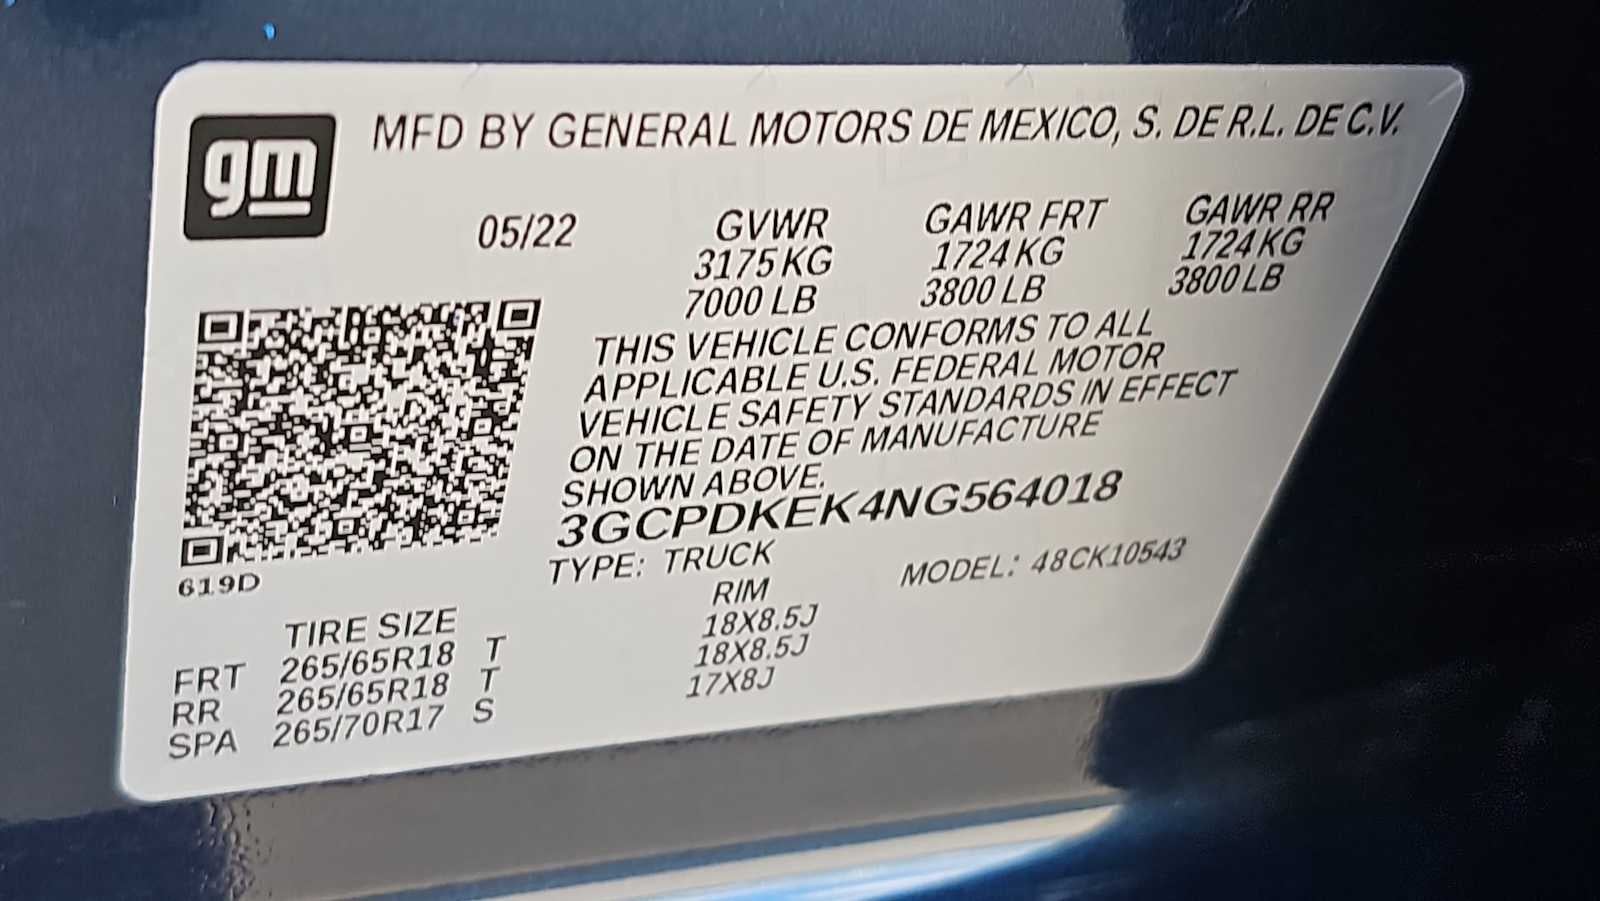 gm
MFD BY GENERAL MOTORS DE MEXICO, S. DE R.L. DE C.V.
05/22 GVWR GAWR FRT GAWR RR
3175 KG 1724 KG 1724 KG
7000 LB 3800 LB 3800 LB
THIS VEHICLE CONFORMS TO ALL
APPLICABLE U.S. FEDERAL MOTOR
VEHICLE SAFETY STANDARDS IN EFFECT
ON THE DATE OF MANUFACTURE
SHOWN ABOVE.
3GCPDKEK4NG564018
619D
TYPE: TRUCK MODEL: 48CK10543
TIRE SIZE RIM
FRT 265/65R18 T 18X8.5J
RR 265/65R18 T 18X8.5J
SPA 265/70R17 S 17X8J